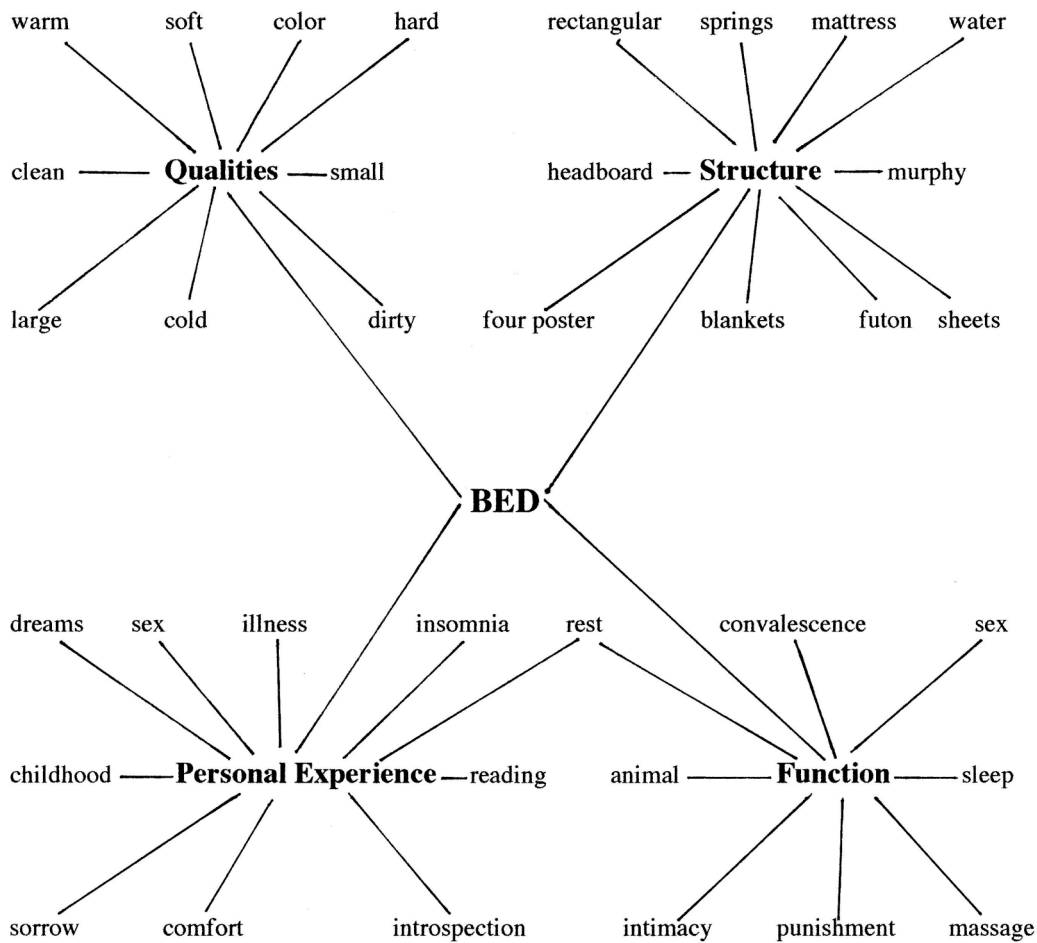 warm soft color hard rectangular springs mattress water
clean Qualities small headboard Structure murphy
large cold dirty four poster blankets futon sheets
BED
dreams sex illness insomnia rest convalescence sex
childhood Personal Experience reading animal Function sleep
sorrow comfort introspection intimacy punishment massage